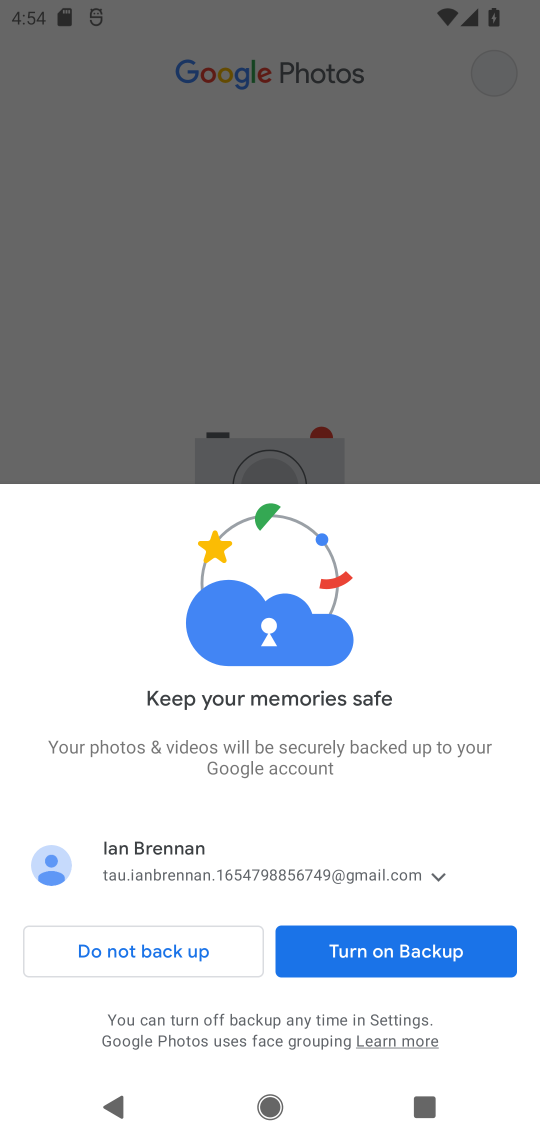 4:54
Google Photos
Keep your memories safe
Your photos & videos will be securely backed up to your
Google account
Ian Brennan
tau.ianbrennan.1654798856749@gmail.com
Do not back up
Turn on Backup
You can turn off backup any time in Settings.
Google Photos uses face grouping Learn more